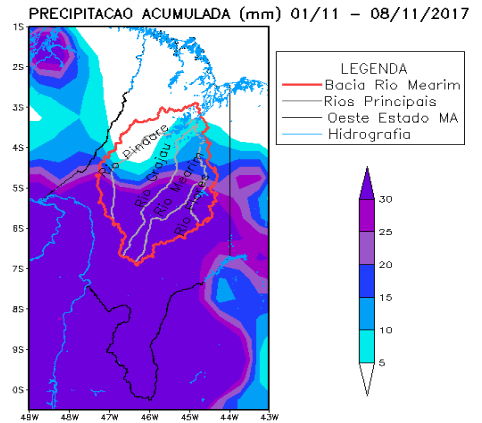 PRECIPITACAO ACUMULADA (mm) 01/11 - 08/11/2017
LEGENDA
Bacia Rio Mearim
Rios Principais
Oeste Estado MA
Hidrografia
1S
2S
3S
4S
5S
6S
7S
8S
9S
0S
49W 48W 47W 46W 45W 44W 43W
Rio Pindare
Rio Grajau
Rio Mearim
Rio
30
25
20
15
10
5